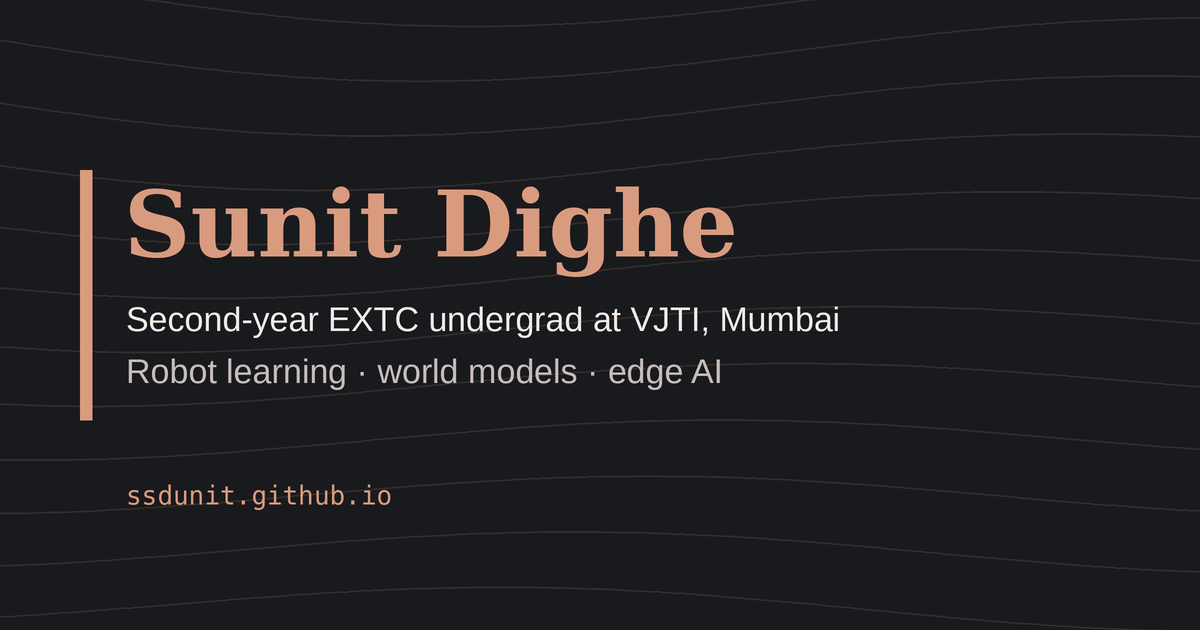 Sunit Dighe
Second-year EXTC undergrad at VJTI, Mumbai
Robot learning · world models · edge AI
ssdunit.github.io